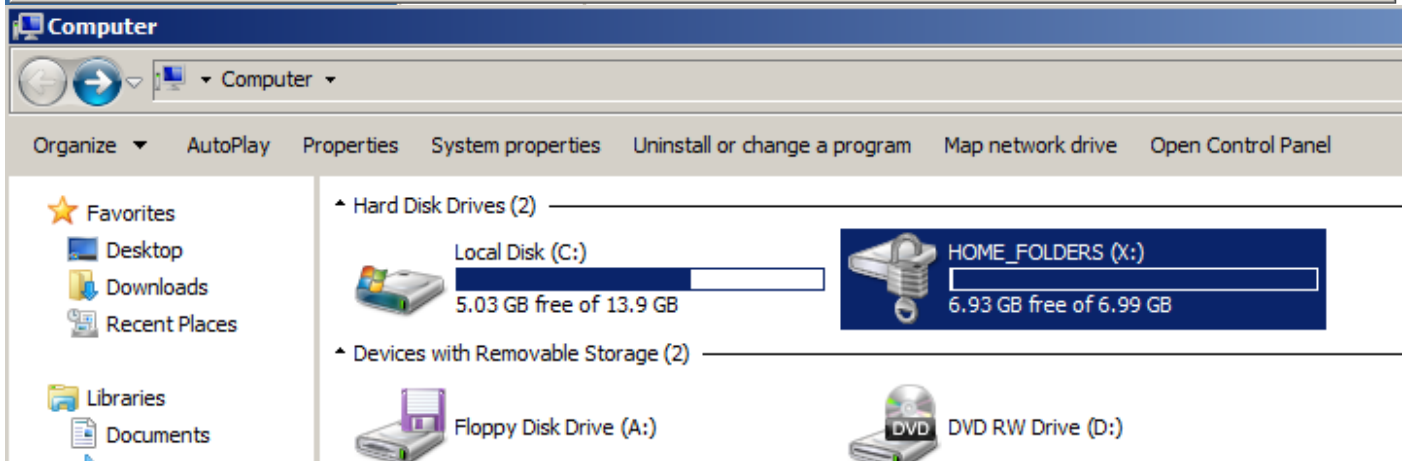 Computer
Computer
Organize AutoPlay Properties System properties Uninstall or change a program Map network drive Open Control Panel
Favorites
Desktop
Downloads
Recent Places
Libraries
Documents
Hard Disk Drives (2)
Local Disk (C:)
5.03 GB free of 13.9 GB
HOME_FOLDERS (X:)
6.93 GB free of 6.99 GB
Devices with Removable Storage (2)
Floppy Disk Drive (A:)
DVD
DVD RW Drive (D:)